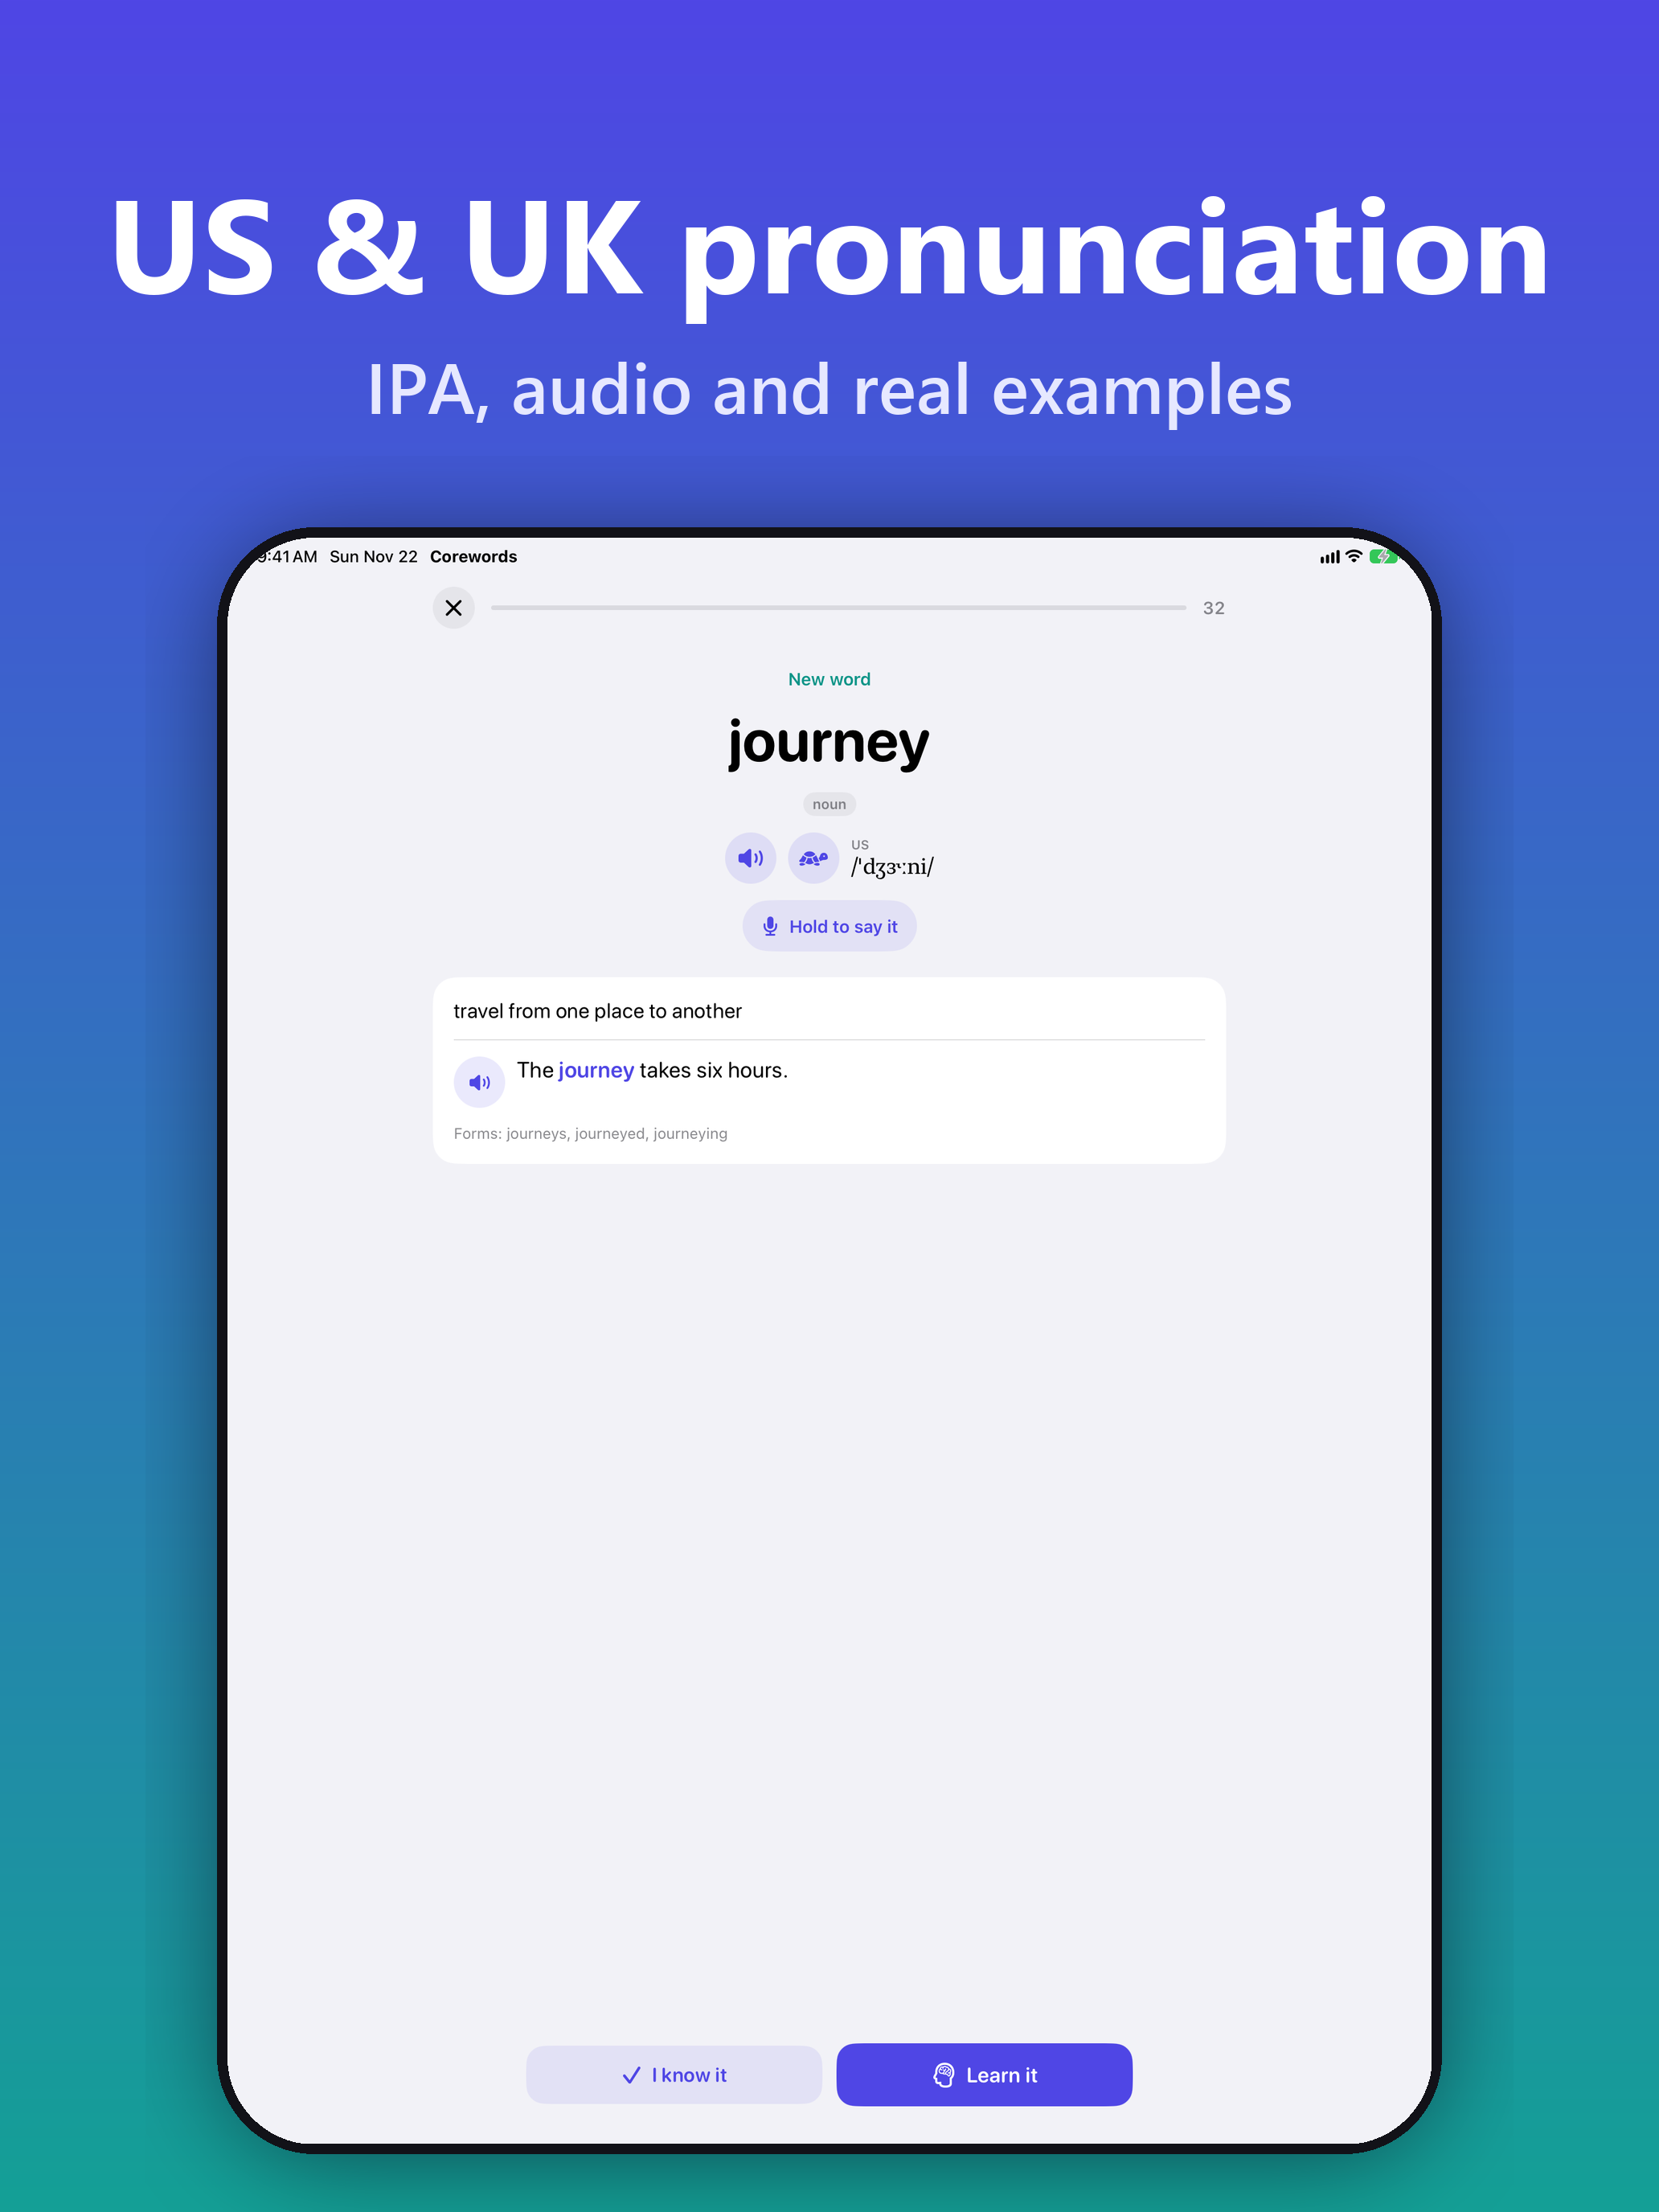 US & UK pronunciation
IPA, audio and real examples
9:41 AM Sun Nov 22 Corewords
32
New word
journey
noun
US
/ˈdʒɝːni/
Hold to say it
travel from one place to another
The journey takes six hours.
Forms: journeys, journeyed, journeying
I know it
Learn it